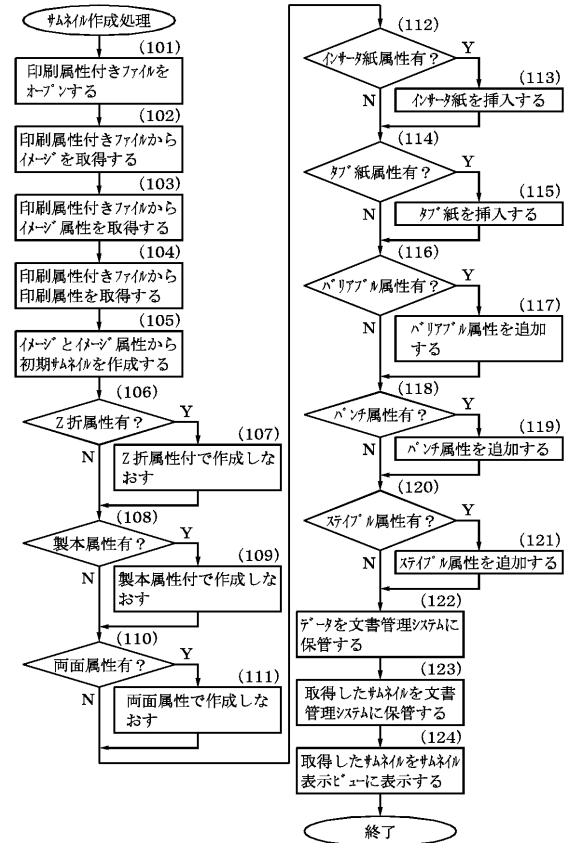 サムネイル作成処理
(101)
印刷属性付きファイルを
オープンする
(102)
印刷属性付きファイルから
イメージを取得する
(103)
印刷属性付きファイルから
イメージ属性を取得する
(104)
印刷属性付きファイルから
印刷属性を取得する
(105)
イメージとイメージ属性から
初期サムネイルを作成する
(106)
Z折属性有?
Y
N
(107)
Z折属性付で作成しな
おす
(108)
製本属性有?
Y
N
(109)
製本属性付で作成しな
おす
(110)
両面属性有?
Y
N
(111)
両面属性で作成しな
おす
(112)
インサータ紙属性有?
Y
N
(113)
インサータ紙を挿入する
(114)
タブ紙属性有?
Y
N
(115)
タブ紙を挿入する
(116)
バリアブル属性有?
Y
N
(117)
バリアブル属性を追加
する
(118)
パンチ属性有?
Y
N
(119)
パンチ属性を追加する
(120)
ステイプル属性有?
Y
N
(121)
ステイプル属性を追加する
(122)
データを文書管理システムに
保管する
(123)
取得したサムネイルを文書
管理システムに保管する
(124)
取得したサムネイルをサムネイル
表示ビューに表示する
終了